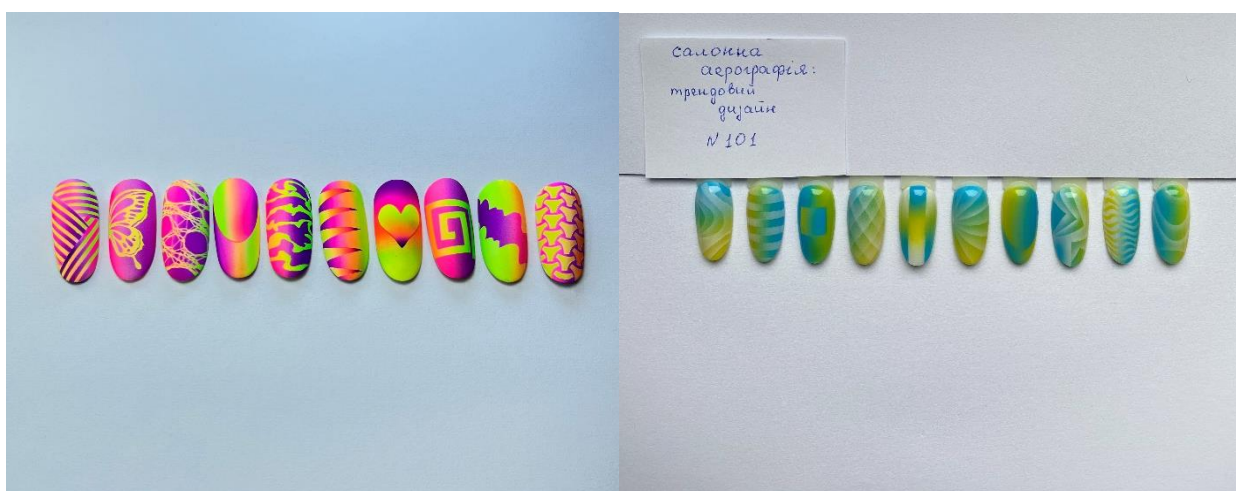 салонна
аерографія:
трендовий
дизайн
N 101